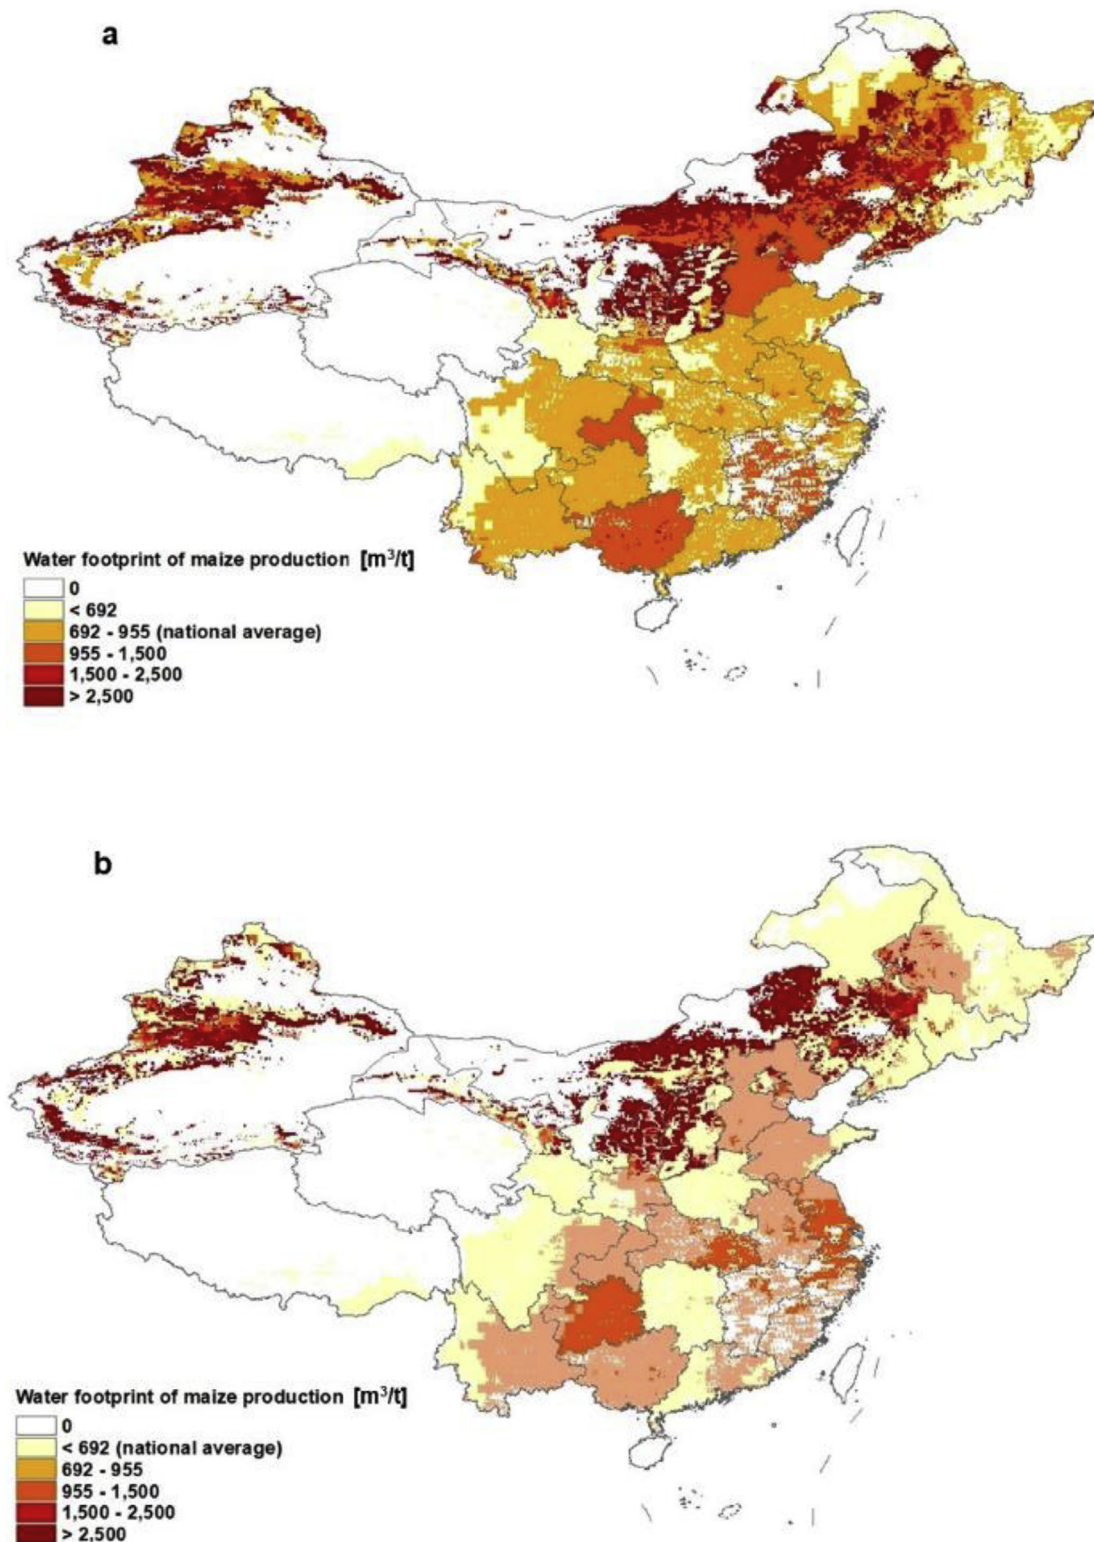 a
Water footprint of maize production [m³/t]
0
< 692
692 - 955 (national average)
955 - 1,500
1,500 - 2,500
> 2,500
b
Water footprint of maize production [m³/t]
0
< 692 (national average)
692 - 955
955 - 1,500
1,500 - 2,500
> 2,500